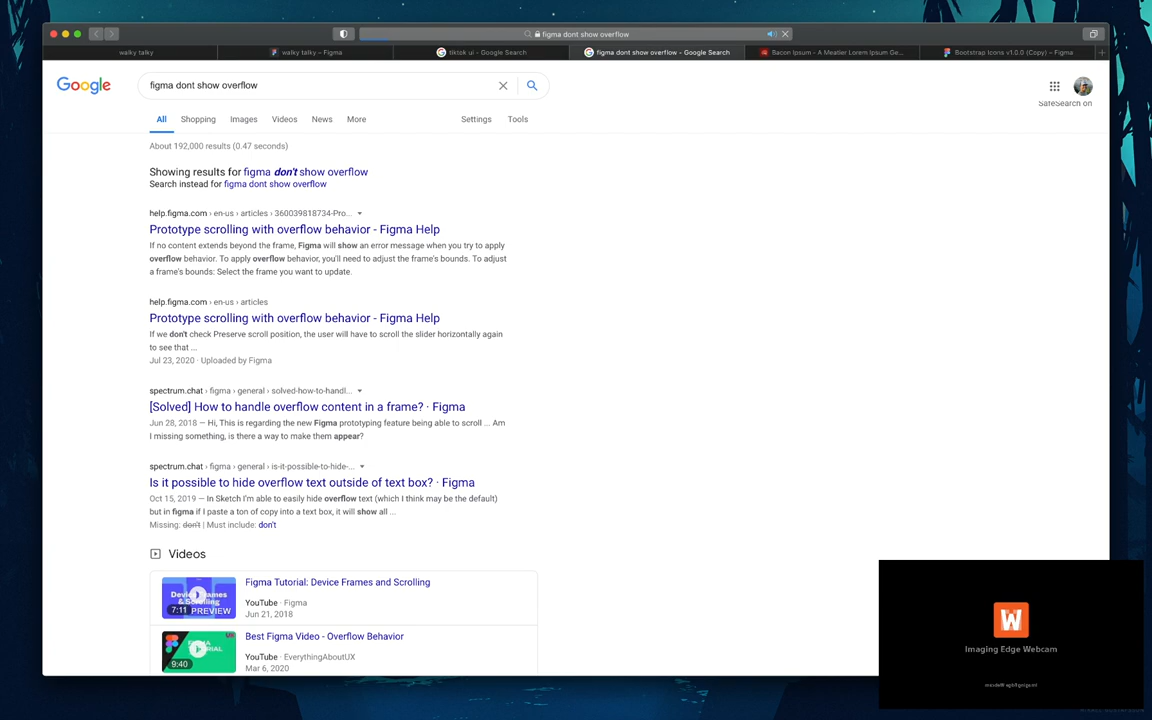 figma dont show overflow
walky talky
walky talky – Figma
tiktok ui - Google Search
figma dont show overflow - Google Search
Bacon Ipsum - A Meatier Lorem Ipsum Ge...
Bootstrap Icons v1.0.0 (Copy) – Figma
Google
figma dont show overflow
SafeSearch on
All
Shopping
Images
Videos
News
More
Settings
Tools
About 192,000 results (0.47 seconds)
Showing results for figma don't show overflow
Search instead for figma dont show overflow
help.figma.com › en-us › articles › 360039818734-Pro...
Prototype scrolling with overflow behavior - Figma Help
If no content extends beyond the frame, Figma will show an error message when you try to apply
overflow behavior. To apply overflow behavior, you'll need to adjust the frame's bounds. To adjust
a frame's bounds: Select the frame you want to update.
help.figma.com › en-us › articles
Prototype scrolling with overflow behavior - Figma Help
If we don't check Preserve scroll position, the user will have to scroll the slider horizontally again
to see that ...
Jul 23, 2020 · Uploaded by Figma
spectrum.chat › figma › general › solved-how-to-handl...
[Solved] How to handle overflow content in a frame? · Figma
Jun 28, 2018 — Hi, This is regarding the new Figma prototyping feature being able to scroll ... Am
I missing something, is there a way to make them appear?
spectrum.chat › figma › general › is-it-possible-to-hide-...
Is it possible to hide overflow text outside of text box? · Figma
Oct 15, 2019 — In Sketch I'm able to easily hide overflow text (which I think may be the default)
but in figma if I paste a ton of copy into a text box, it will show all ...
Missing: don't | Must include: don't
Videos
Figma Tutorial: Device Frames and Scrolling
YouTube · Figma
Jun 21, 2018
7:11 PREVIEW
Best Figma Video - Overflow Behavior
YouTube · EverythingAboutUX
Mar 6, 2020
9:40
W
Imaging Edge Webcam